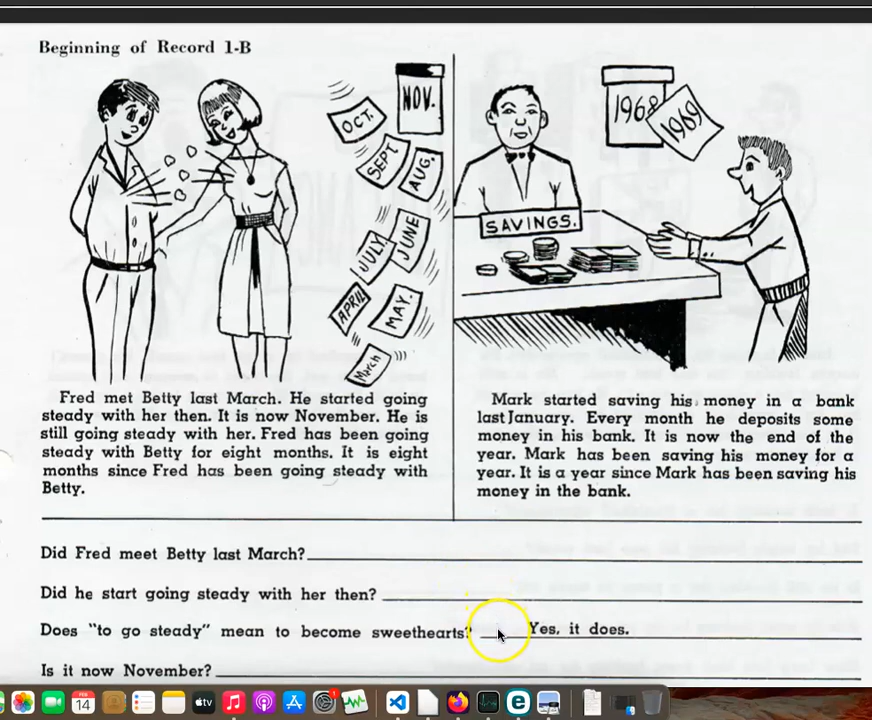 Beginning of Record 1-B
OCT.
NOV.
SEPT.
AUG.
JULY.
JUNE
APRIL
MAY.
March
1968
1969
SAVINGS.
Fred met Betty last March. He started going
steady with her then. It is now November. He is
still going steady with her. Fred has been going
steady with Betty for eight months. It is eight
months since Fred has been going steady with
Betty.
Mark started saving his money in a bank
last January. Every month he deposits some
money in his bank. It is now the end of the
year. Mark has been saving his money for a
year. It is a year since Mark has been saving his
money in the bank.
Did Fred meet Betty last March?
Did he start going steady with her then?
Does "to go steady" mean to become sweethearts? Yes, it does.
Is it now November?
FEB
14
tv
1